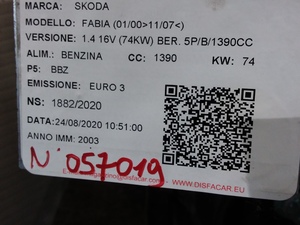 MARCA: SKODA
MODELLO: FABIA (01/00>11/07<)
VERSIONE: 1.4 16V (74KW) BER. 5P/B/1390CC
ALIM.: BENZINA CC: 1390 KW: 74
P5: BBZ
EMISSIONE: EURO 3
NS: 1882/2020
DATA:24/08/2020 10:51:00
ANNO IMM: 2003
N. 057019
@disfacar.com
WWW.DISFACAR.EU